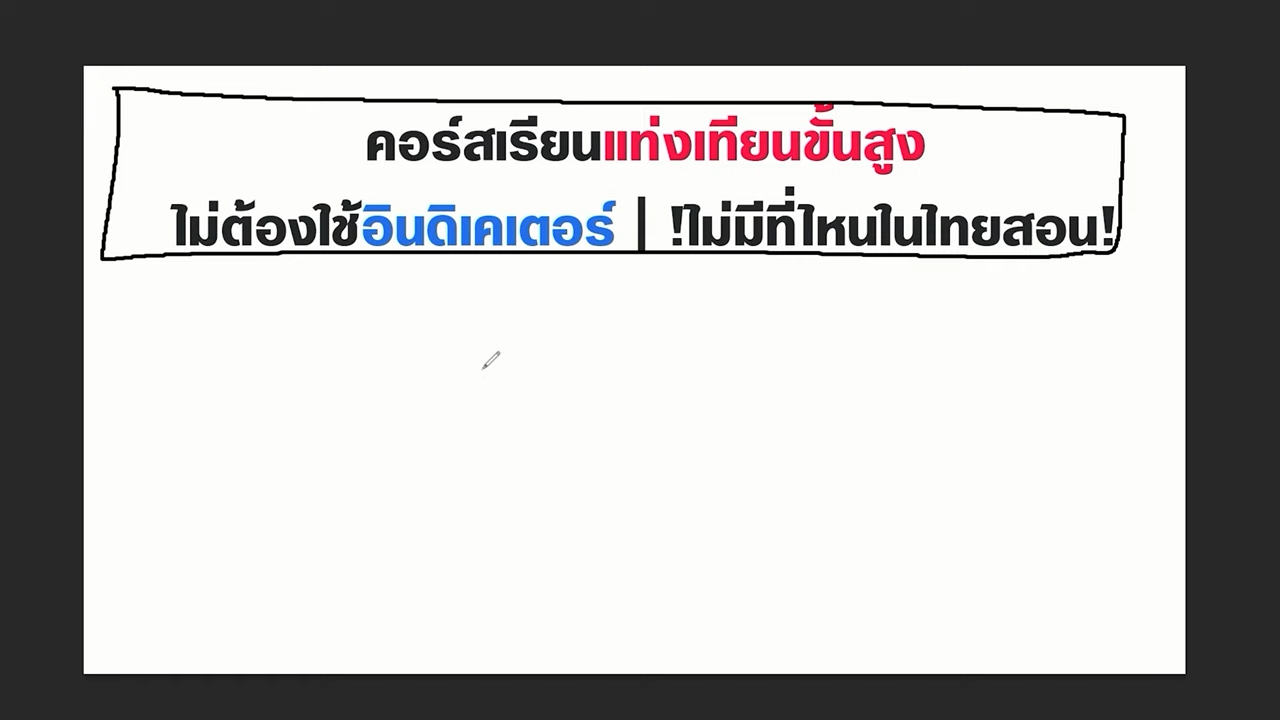 คอร์สเรียนแท่งเทียนขั้นสูง
ไม่ต้องใช้อินดิเคเตอร์ | !ไม่มีที่ไหนในไทยสอน!